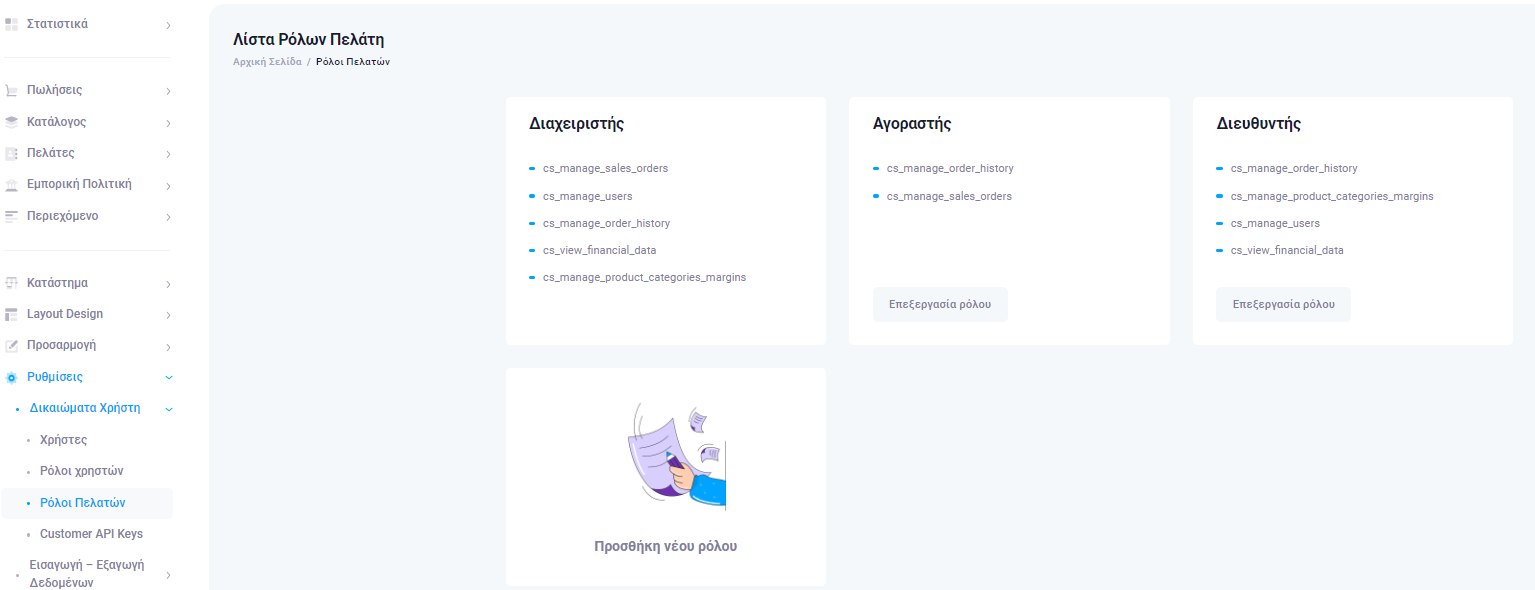 Στατιστικά
Πωλήσεις
Κατάλογος
Πελάτες
Εμπορική Πολιτική
Περιεχόμενο
Κατάστημα
Layout Design
Προσαρμογή
Ρυθμίσεις
Δικαιώματα Χρήστη
Χρήστες
Ρόλοι χρηστών
Ρόλοι Πελατών
Customer API Keys
Εισαγωγή – Εξαγωγή
Δεδομένων
Λίστα Ρόλων Πελάτη
Αρχική Σελίδα / Ρόλοι Πελατών
Διαχειριστής
cs_manage_sales_orders
cs_manage_users
cs_manage_order_history
cs_view_financial_data
cs_manage_product_categories_margins
Αγοραστής
cs_manage_order_history
cs_manage_sales_orders
Επεξεργασία ρόλου
Διευθυντής
cs_manage_order_history
cs_manage_product_categories_margins
cs_manage_users
cs_view_financial_data
Επεξεργασία ρόλου
Προσθήκη νέου ρόλου